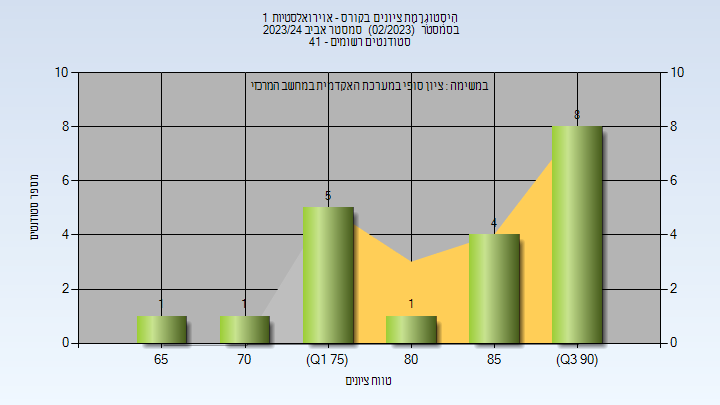 היסטוגרמת ציונים בקורס - אוירואלסטיות 1
בסמסטר (02/2023) סמסטר אביב 2023/24
סטודנטים רשומים - 41
במשימה : ציון סופי במערכת האקדמית במחשב המרכזי
10 10
8 8
6 6
4 4
2 2
0 0
1 1 5 1 4 8
65 70 (Q1 75) 80 85 (Q3 90)
מספר סטודנטים
טווח ציונים